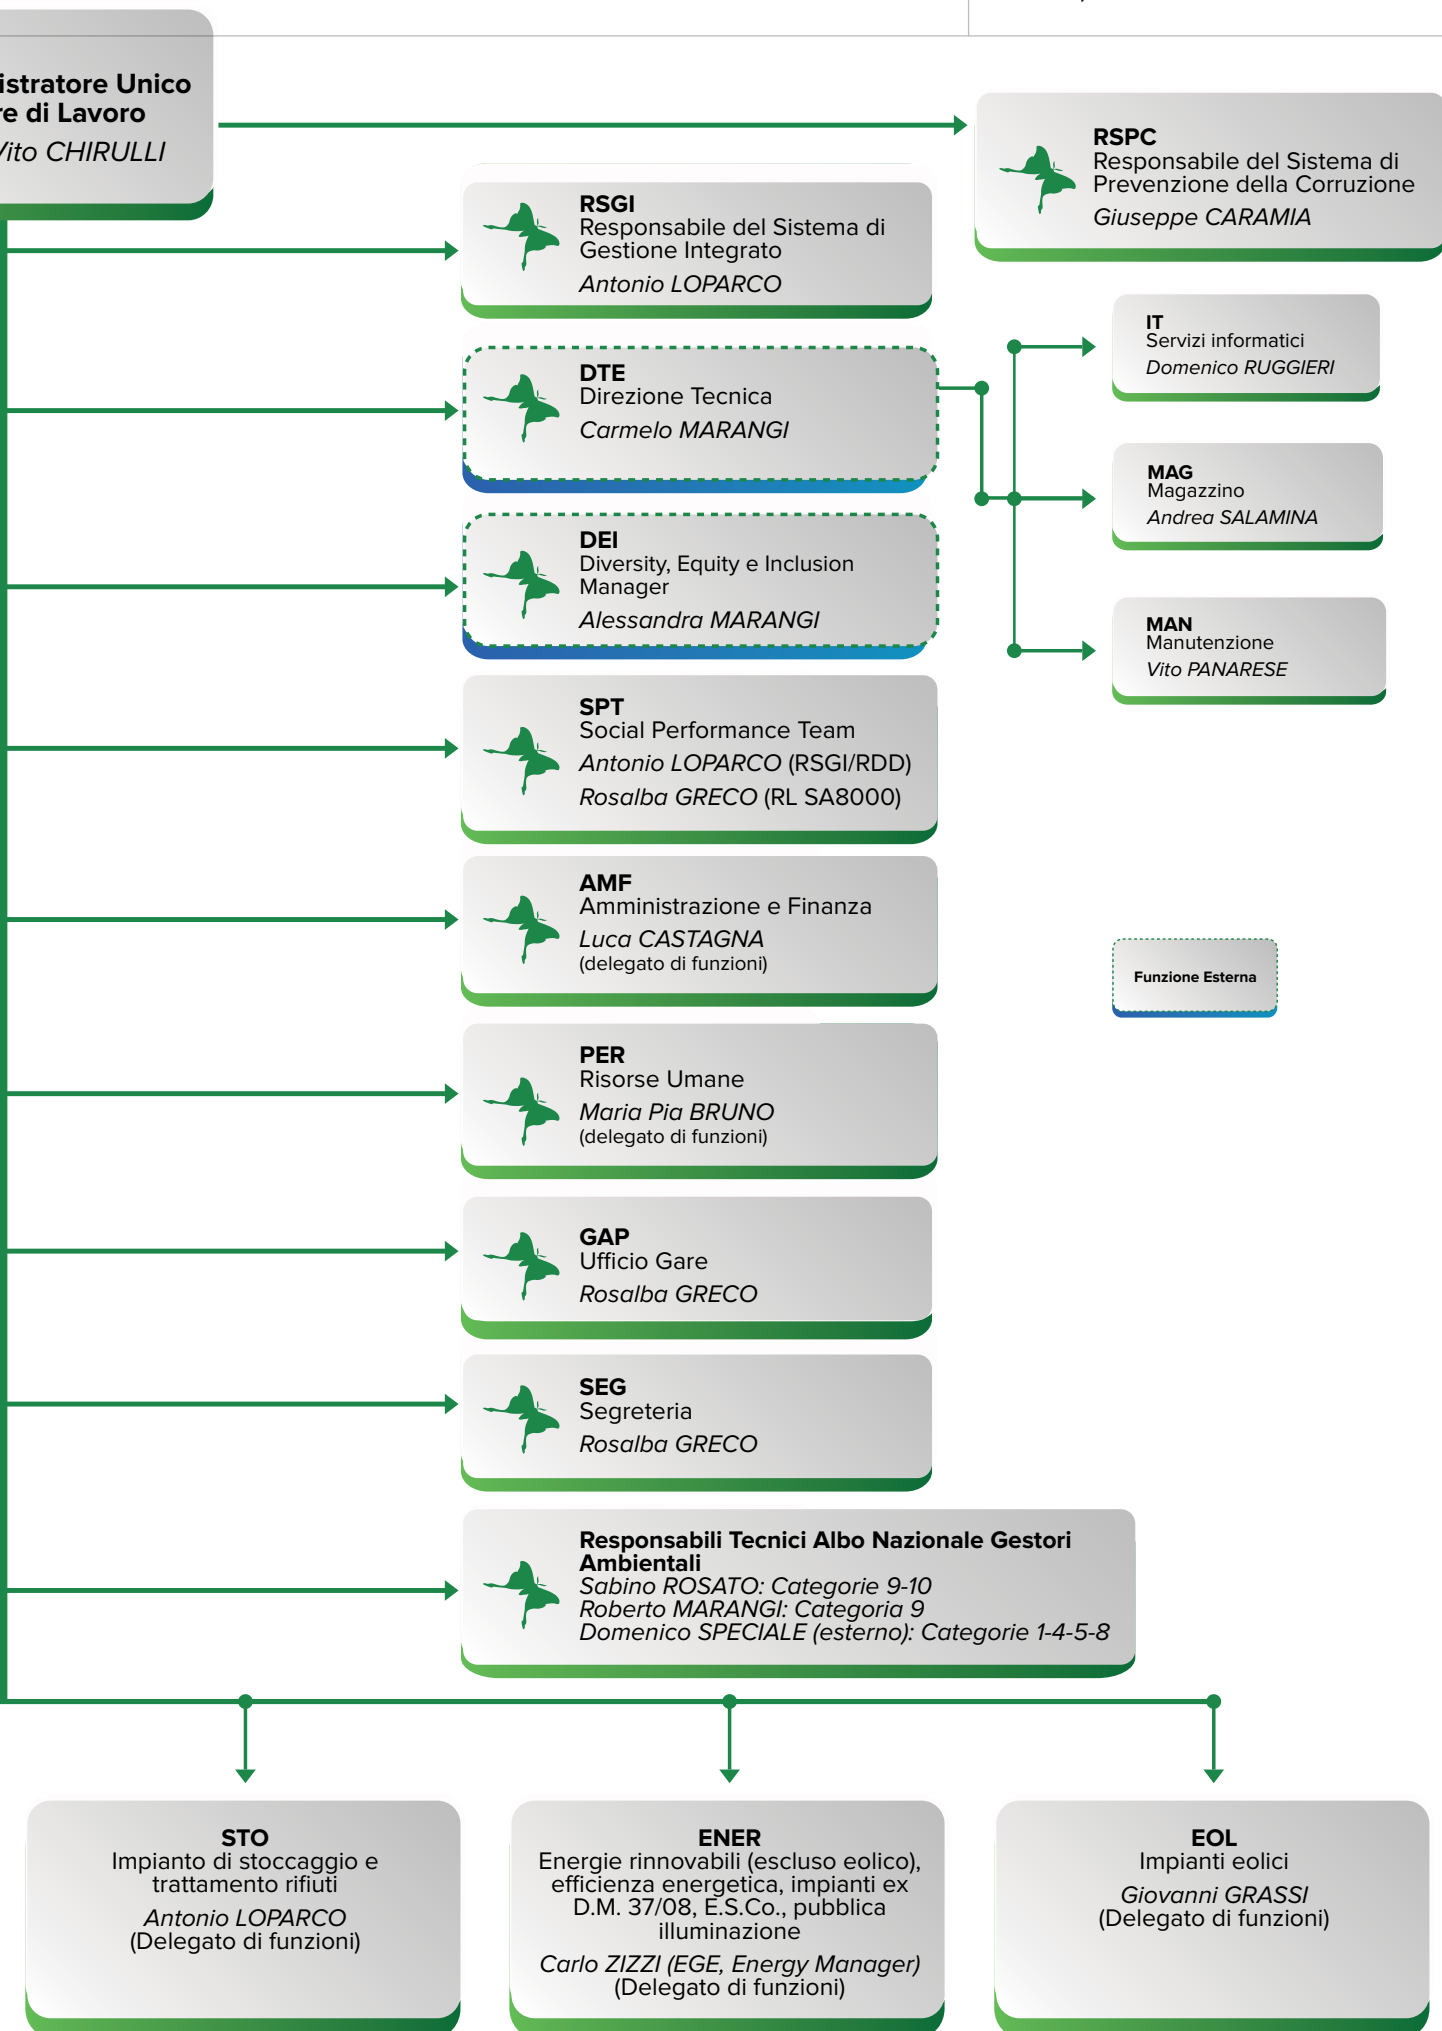 istratore Unico
re di Lavoro
Vito CHIRULLI
RSPC
Responsabile del Sistema di
Prevenzione della Corruzione
Giuseppe CARAMIA
RSGI
Responsabile del Sistema di
Gestione Integrato
Antonio LOPARCO
DTE
Direzione Tecnica
Carmelo MARANGI
IT
Servizi informatici
Domenico RUGGIERI
MAG
Magazzino
Andrea SALAMINA
MAN
Manutenzione
Vito PANARESE
DEI
Diversity, Equity e Inclusion
Manager
Alessandra MARANGI
SPT
Social Performance Team
Antonio LOPARCO (RSGI/RDD)
Rosalba GRECO (RL SA8000)
AMF
Amministrazione e Finanza
Luca CASTAGNA
(delegato di funzioni)
Funzione Esterna
PER
Risorse Umane
Maria Pia BRUNO
(delegato di funzioni)
GAP
Ufficio Gare
Rosalba GRECO
SEG
Segreteria
Rosalba GRECO
Responsabili Tecnici Albo Nazionale Gestori
Ambientali
Sabino ROSATO: Categorie 9-10
Roberto MARANGI: Categoria 9
Domenico SPECIALE (esterno): Categorie 1-4-5-8
STO
Impianto di stoccaggio e
trattamento rifiuti
Antonio LOPARCO
(Delegato di funzioni)
ENER
Energie rinnovabili (escluso eolico),
efficienza energetica, impianti ex
D.M. 37/08, E.S.Co., pubblica
illuminazione
Carlo ZIZZI (EGE, Energy Manager)
(Delegato di funzioni)
EOL
Impianti eolici
Giovanni GRASSI
(Delegato di funzioni)